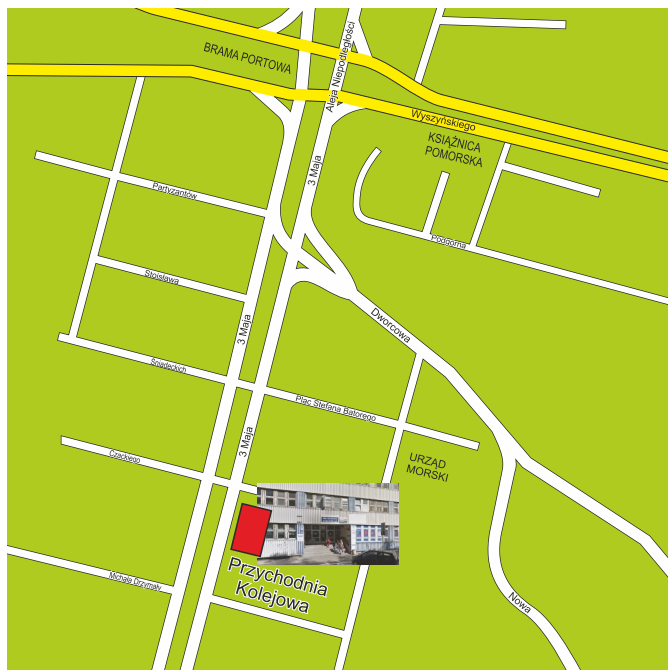 Aleja Niepodległości
BRAMA PORTOWA
Wyszyńskiego
KSIĄŻNICA
POMORSKA
3 Maja
Partyzantów
Podgórna
Stoisława
3 Maja
Dworcowa
Śniadeckich
Plac Stefana Batorego
3 Maja
Czackiego
URZĄD
MORSKI
Michała Drzymały
Przychodnia
Kolejowa
Nowa